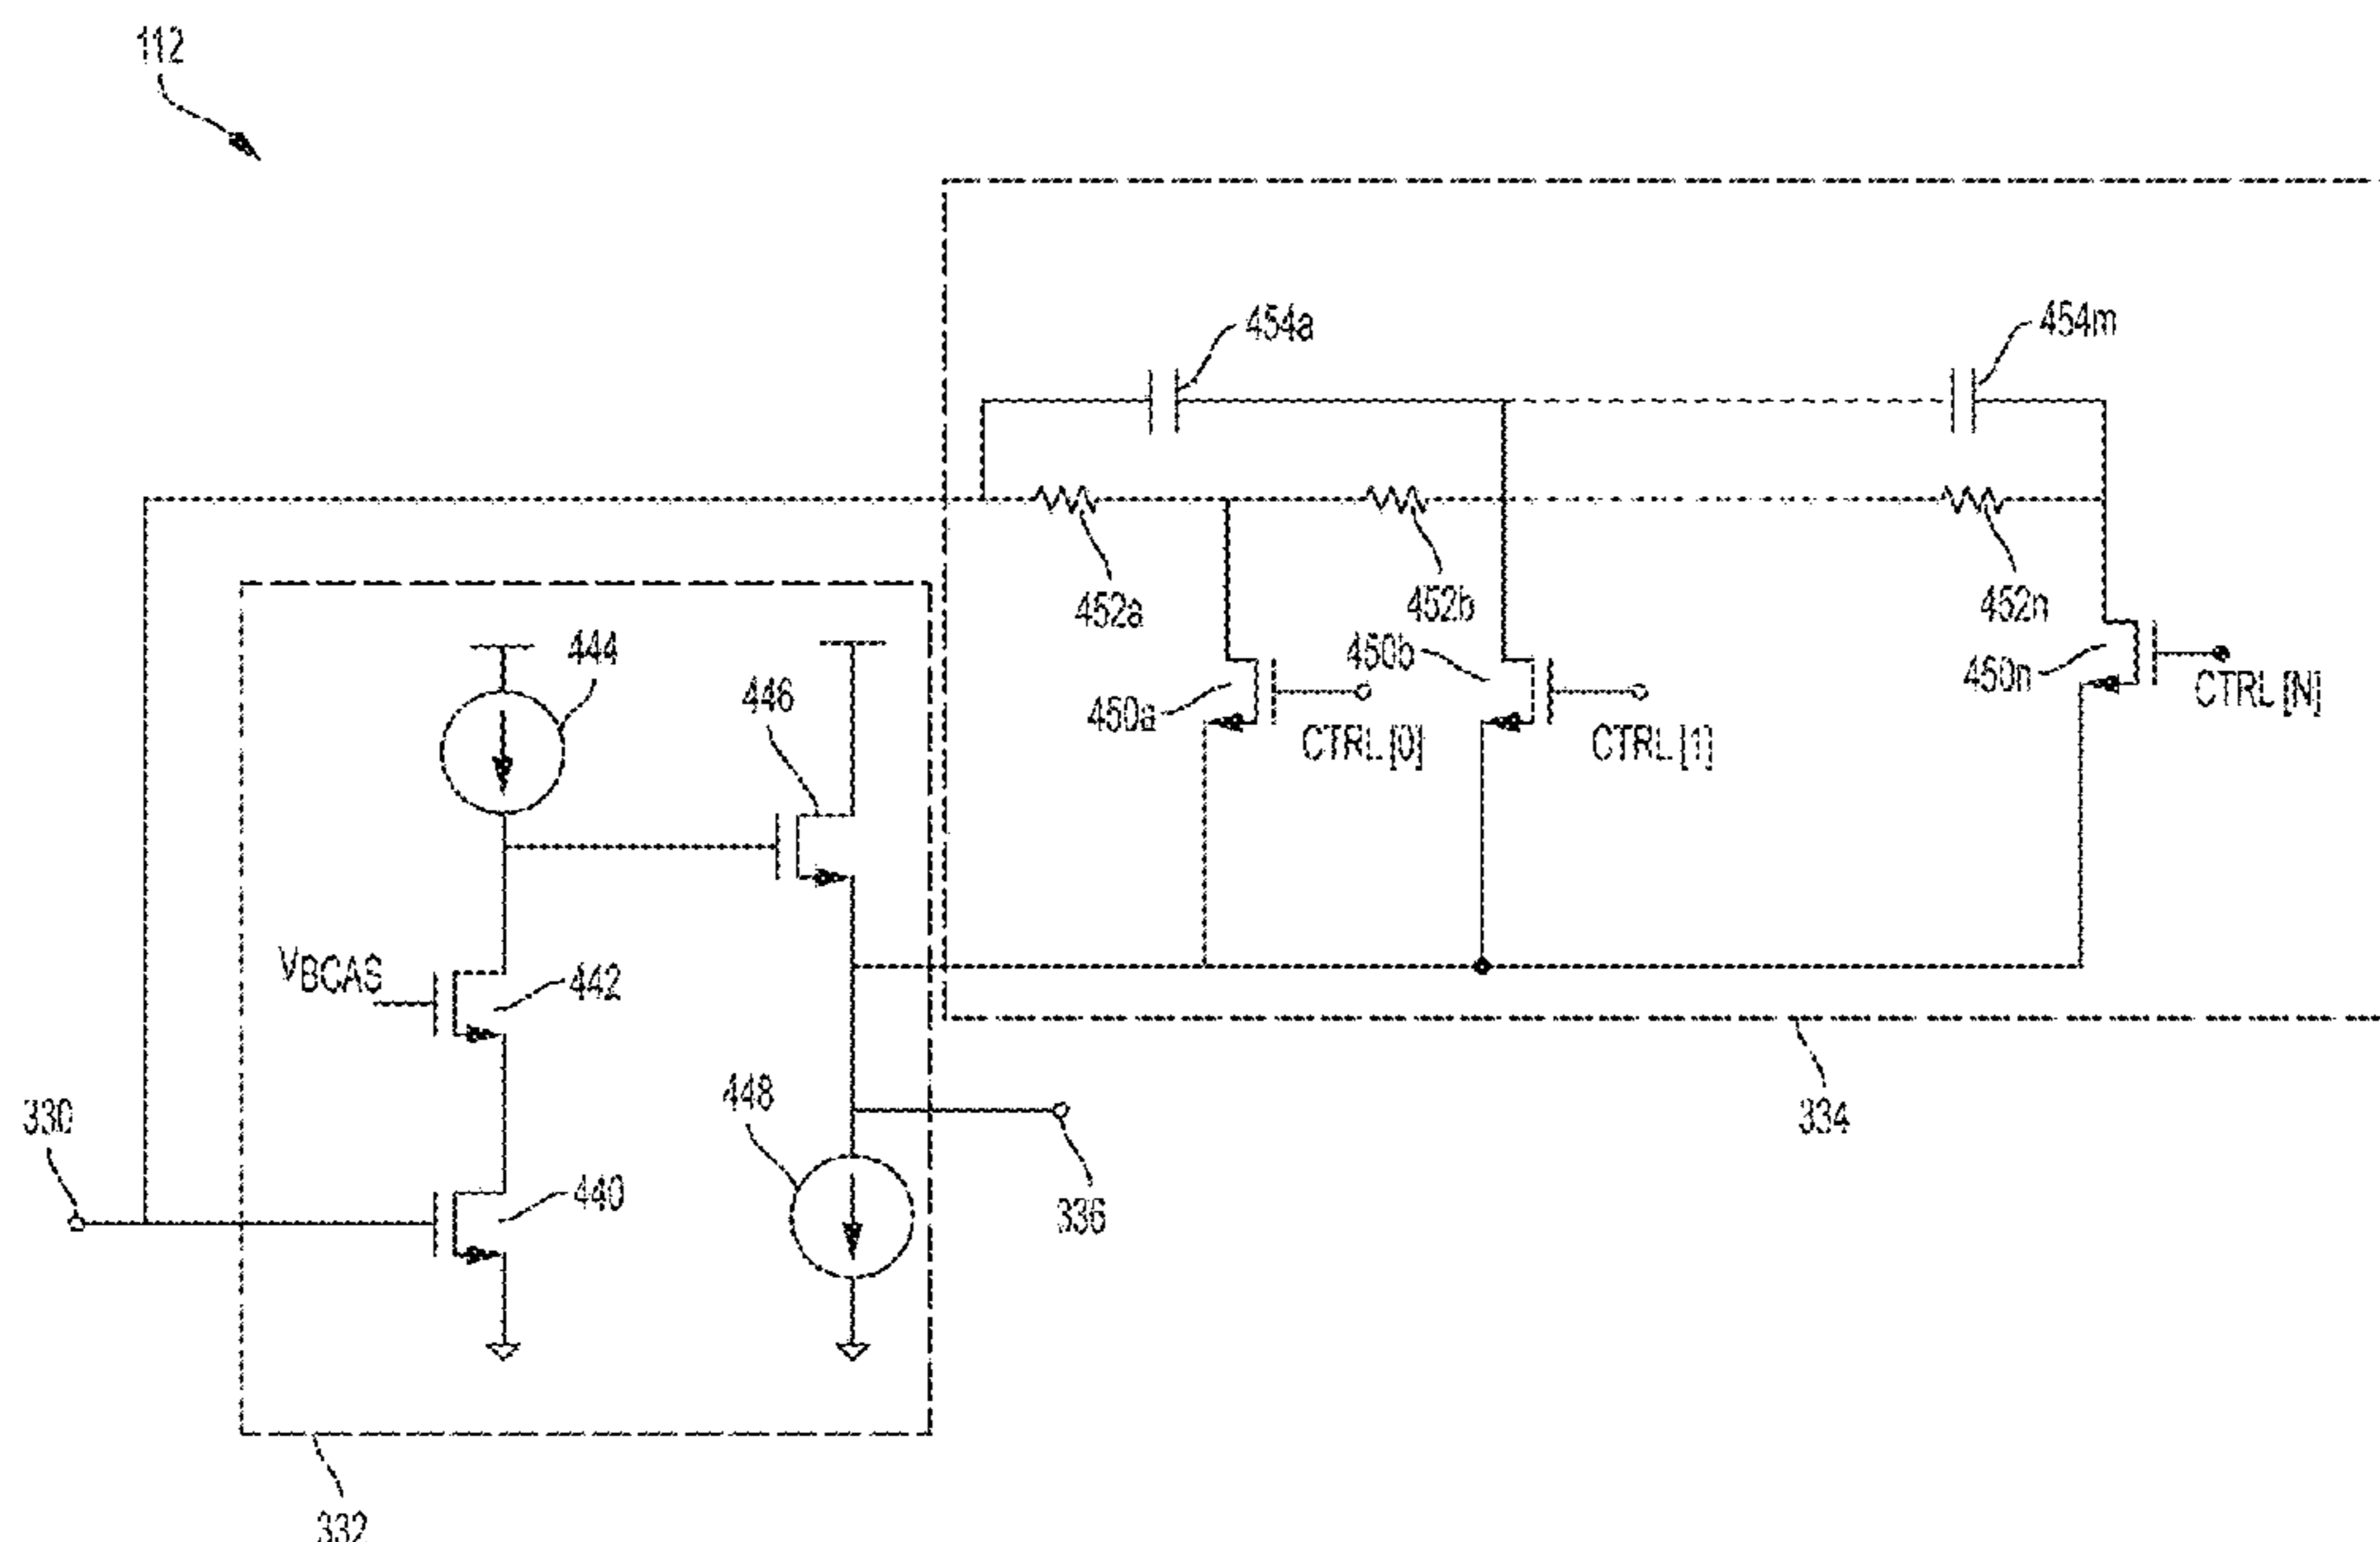 112
454a
454m
452a
452b
452n
444
446
450a
450b
450n
CTRL [0]
CTRL [1]
CTRL [N]
VBCAS
442
448
440
330
336
334
332